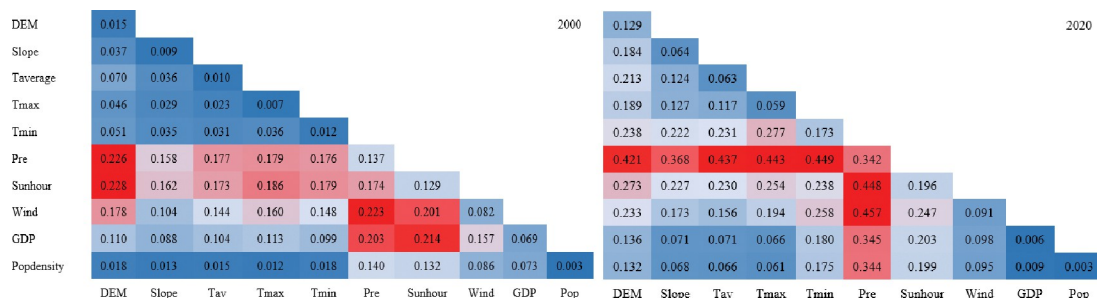 DEM 0.015 2000 0.129 2020
Slope 0.037 0.009 0.184 0.064
Taverage 0.070 0.036 0.010 0.213 0.124 0.063
Tmax 0.046 0.029 0.023 0.007 0.189 0.127 0.117 0.059
Tmin 0.051 0.035 0.031 0.036 0.012 0.238 0.222 0.231 0.277 0.173
Pre 0.226 0.158 0.177 0.179 0.176 0.137 0.421 0.368 0.437 0.443 0.449 0.342
Sunhour 0.228 0.162 0.173 0.186 0.179 0.174 0.129 0.273 0.227 0.230 0.254 0.238 0.448 0.196
Wind 0.178 0.104 0.144 0.160 0.148 0.223 0.201 0.082 0.233 0.173 0.156 0.194 0.258 0.457 0.247 0.091
GDP 0.110 0.088 0.104 0.113 0.099 0.203 0.214 0.157 0.069 0.136 0.071 0.071 0.066 0.180 0.345 0.203 0.098 0.006
Popdensity 0.018 0.013 0.015 0.012 0.018 0.140 0.132 0.086 0.073 0.003 0.132 0.068 0.066 0.061 0.175 0.344 0.199 0.095 0.009 0.003
DEM Slope Tav Tmax Tmin Pre Sunhour Wind GDP Pop DEM Slope Tav Tmax Tmin Pre Sunhour Wind GDP Pop